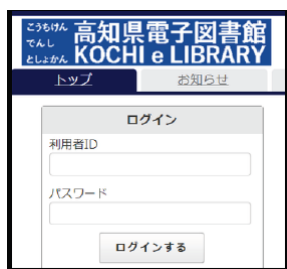 こうちけん
でんし
としょかん
高知県電子図書館
KOCHI e LIBRARY
トップ お知らせ
ログイン
利用者ID
パスワード
ログインする